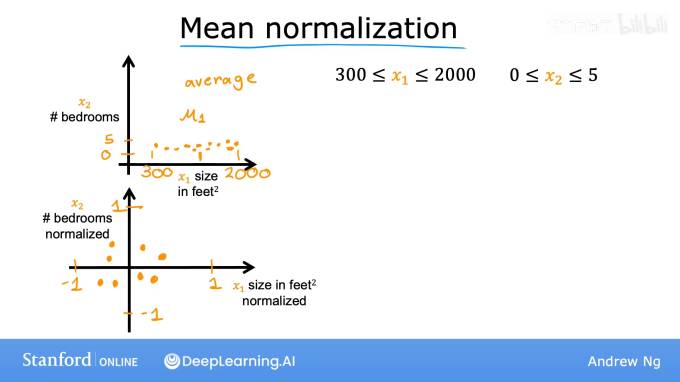 Mean normalization
average
300 ≤ x₁ ≤ 2000
0 ≤ x₂ ≤ 5
x₂
# bedrooms
μ₁
5
0
300
x₁ size
in feet²
2000
x₂
# bedrooms
normalized
1
-1
1
x₁ size in feet²
normalized
-1
Stanford | ONLINE
DeepLearning.AI
Andrew Ng
bilibili